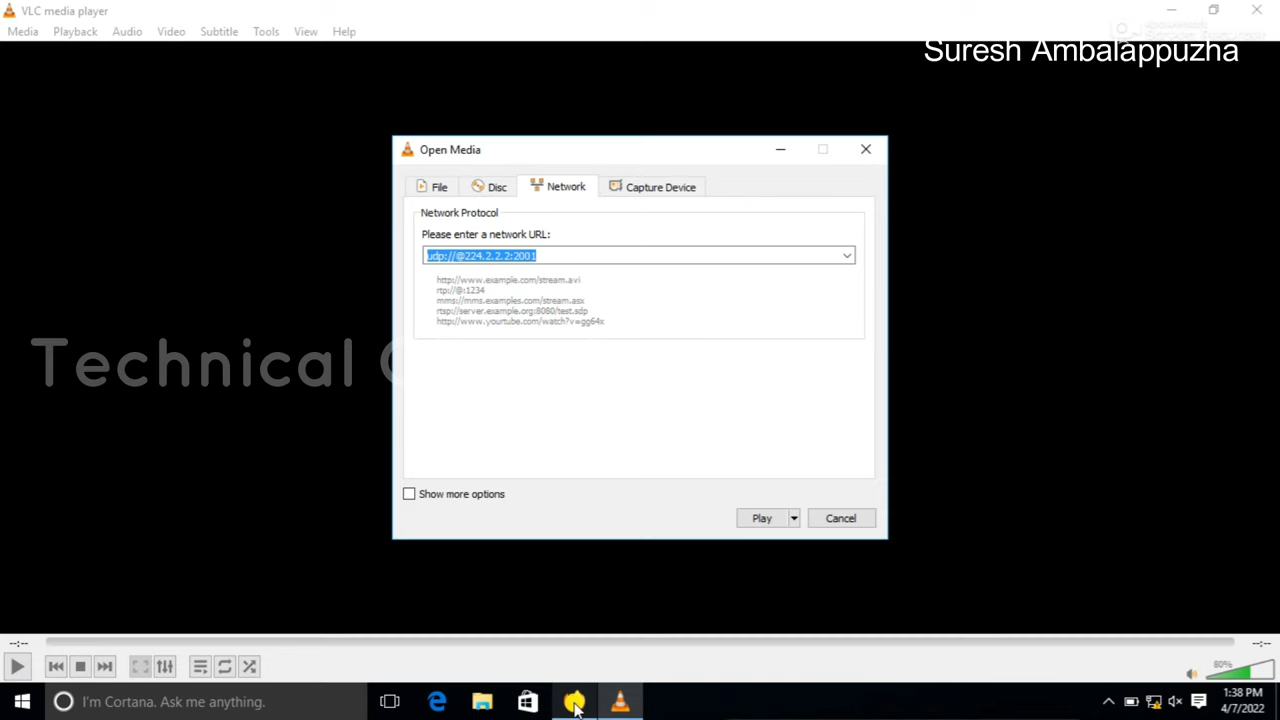 VLC media player
Media Playback Audio Video Subtitle Tools View Help
Suresh Ambalappuzha
Open Media
File Disc Network Capture Device
Network Protocol
Please enter a network URL:
udp://@224.2.2.2:2001
http://www.example.com/stream.avi
rtp://@:1234
mms://mms.examples.com/stream.asx
rtsp://server.example.org:8080/test.sdp
http://www.youtube.com/watch?v=gg64x
Technical
Show more options
Play Cancel
--:-- --:--
80%
I'm Cortana. Ask me anything.
1:38 PM
4/7/2022